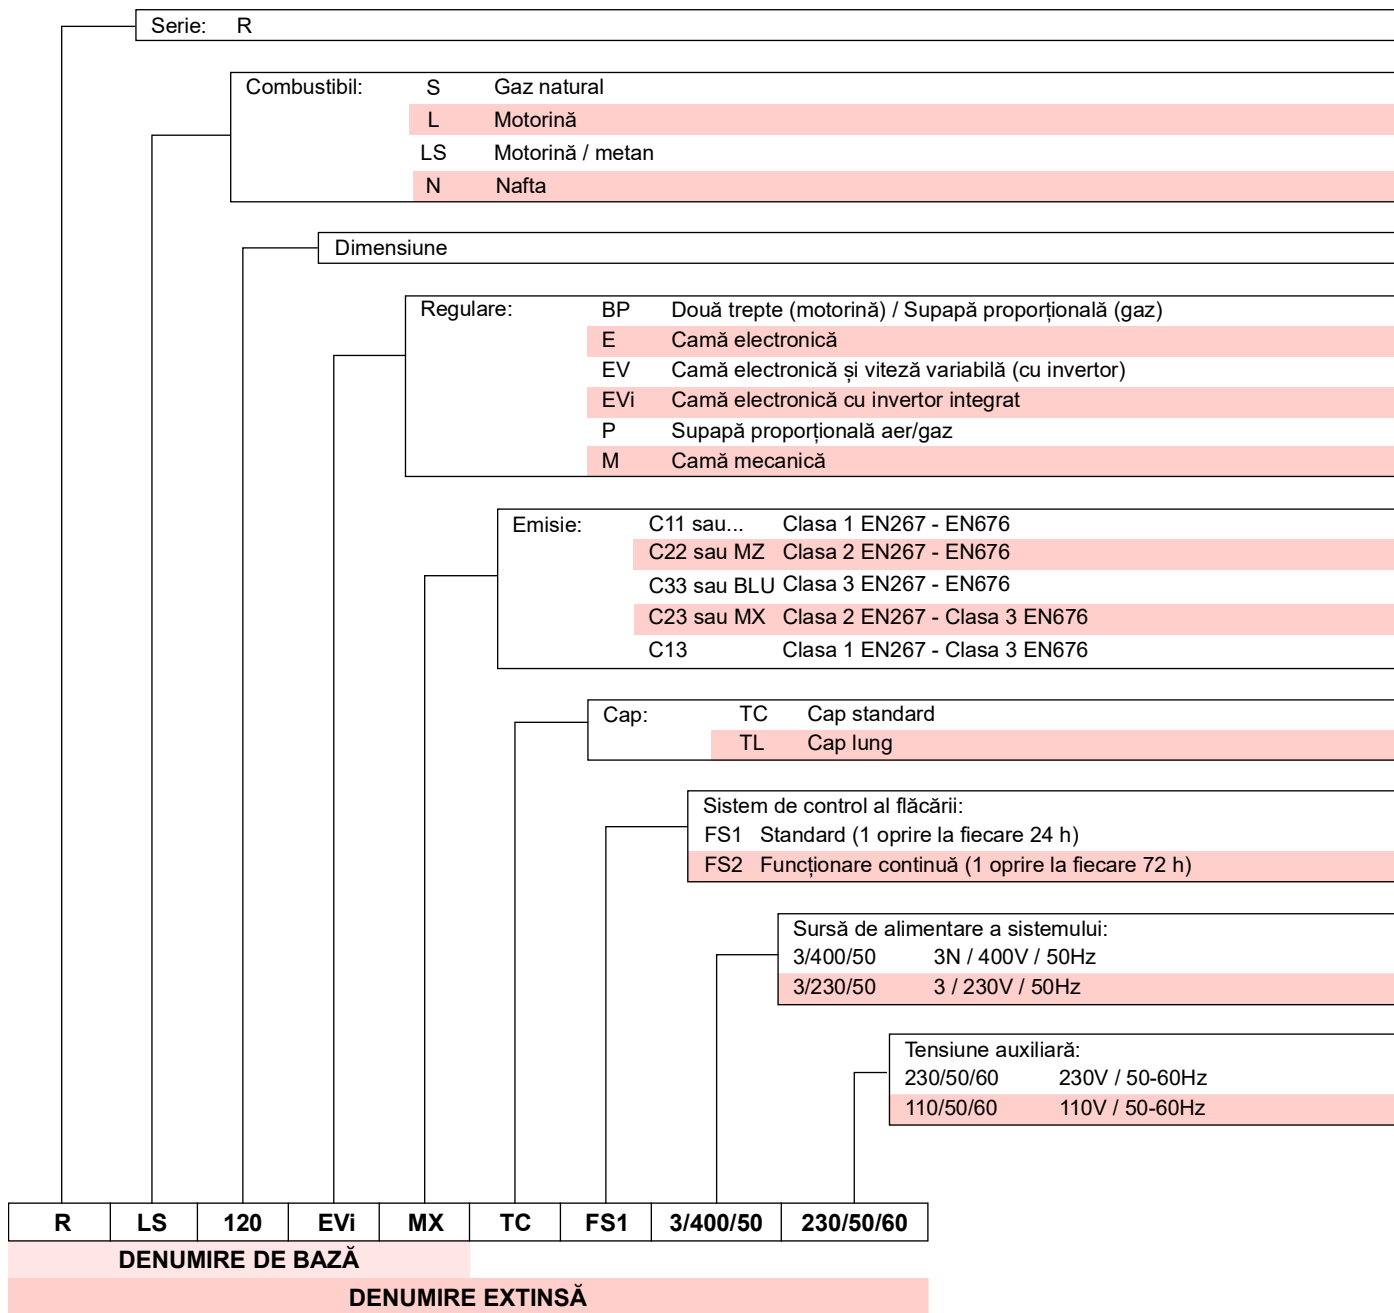 Serie: R
Combustibil: S Gaz natural
L Motorină
LS Motorină / metan
N Nafta
Dimensiune
Regulare: BP Două trepte (motorină) / Supapă proporțională (gaz)
E Camă electronică
EV Camă electronică și viteză variabilă (cu invertor)
EVi Camă electronică cu invertor integrat
P Supapă proporțională aer/gaz
M Camă mecanică
Emisie: C11 sau... Clasa 1 EN267 - EN676
C22 sau MZ Clasa 2 EN267 - EN676
C33 sau BLU Clasa 3 EN267 - EN676
C23 sau MX Clasa 2 EN267 - Clasa 3 EN676
C13 Clasa 1 EN267 - Clasa 3 EN676
Cap: TC Cap standard
TL Cap lung
Sistem de control al flăcării:
FS1 Standard (1 oprire la fiecare 24 h)
FS2 Funcționare continuă (1 oprire la fiecare 72 h)
Sursă de alimentare a sistemului:
3/400/50 3N / 400V / 50Hz
3/230/50 3 / 230V / 50Hz
Tensiune auxiliară:
230/50/60 230V / 50-60Hz
110/50/60 110V / 50-60Hz
R LS 120 EVi MX TC FS1 3/400/50 230/50/60
DENUMIRE DE BAZĂ
DENUMIRE EXTINSĂ